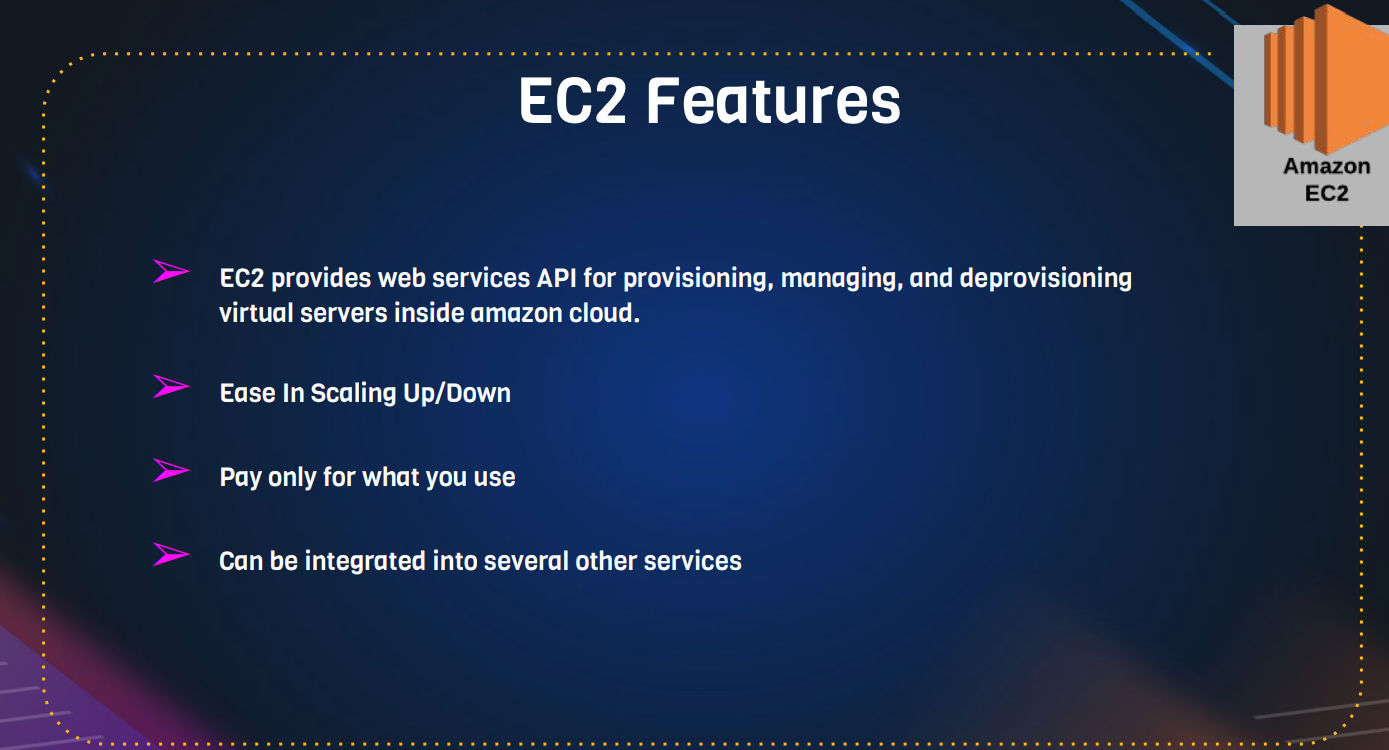 EC2 Features
Amazon
EC2
EC2 provides web services API for provisioning, managing, and deprovisioning
virtual servers inside amazon cloud.
Ease In Scaling Up/Down
Pay only for what you use
Can be integrated into several other services